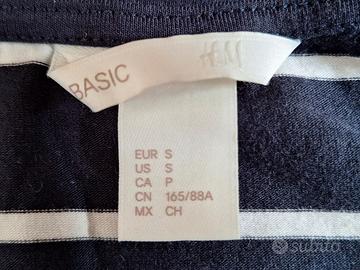 BASIC
H&M
EUR S
US S
CA P
CN 165/88A
MX CH
subito